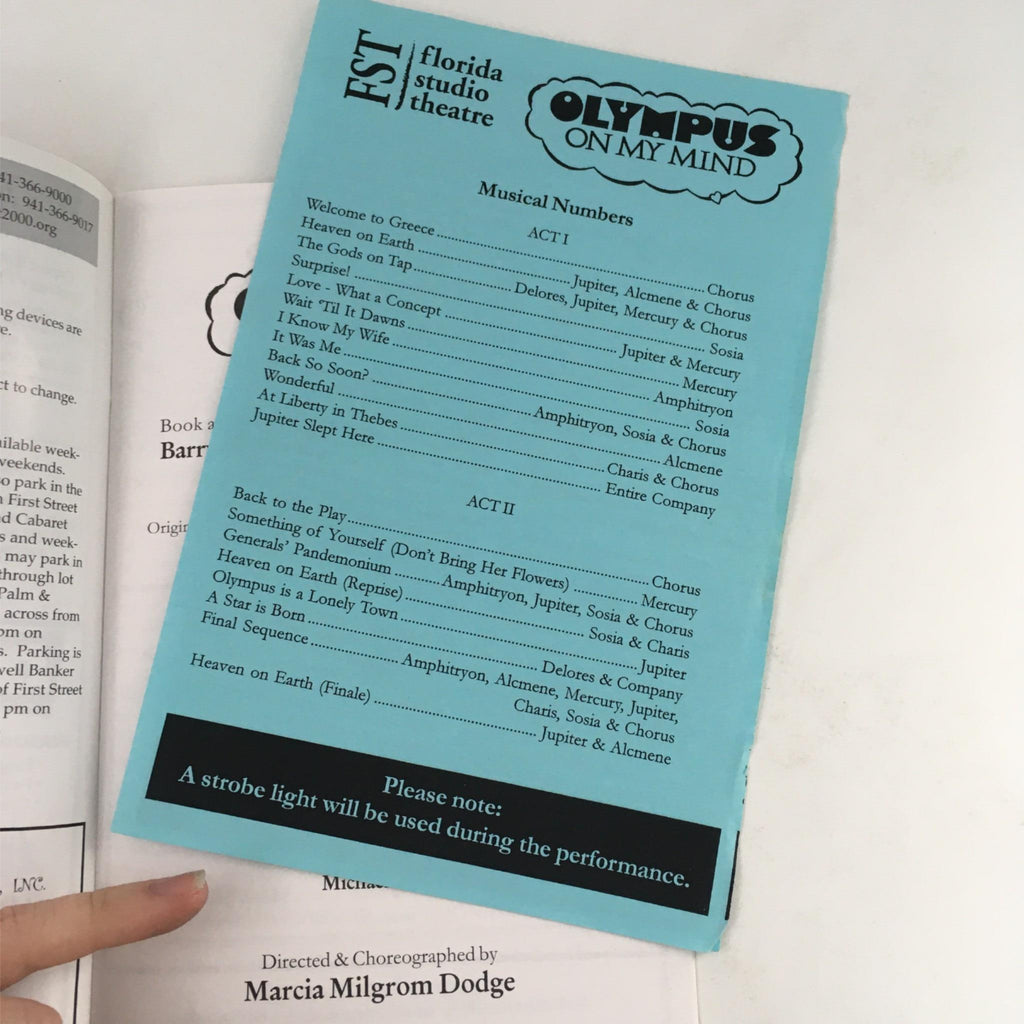 41-366-9000
n: 941-366-9017
2000.org
ng devices are
e.
ct to change.
ailable week-
veekends.
o park in the
First Street
d Cabaret
s and week-
may park in
through lot
Palm &
across from
pm on
s. Parking is
well Banker
of First Street
pm on
, INC.
FST florida
studio
theatre
OLYMPUS
ON MY MIND
Musical Numbers
ACT I
Welcome to Greece ........ Chorus
Heaven on Earth ........ Jupiter, Alcmene & Chorus
The Gods on Tap ........ Delores, Jupiter, Mercury & Chorus
Surprise! ........ Sosia
Love - What a Concept ........ Jupiter & Mercury
Wait 'Til It Dawns ........ Mercury
I Know My Wife ........ Amphitryon
It Was Me ........ Sosia
Back So Soon? ........ Amphitryon, Sosia & Chorus
Wonderful ........ Alcmene
At Liberty in Thebes ........ Charis & Chorus
Jupiter Slept Here ........ Entire Company
ACT II
Back to the Play ........ Chorus
Something of Yourself (Don't Bring Her Flowers) ........ Mercury
Generals' Pandemonium ........ Amphitryon, Jupiter, Sosia & Chorus
Heaven on Earth (Reprise) ........ Sosia & Charis
Olympus is a Lonely Town ........ Jupiter
A Star is Born ........ Delores & Company
Final Sequence ........ Amphitryon, Alcmene, Mercury, Jupiter,
Charis, Sosia & Chorus
Heaven on Earth (Finale) ........ Jupiter & Alcmene
Please note:
A strobe light will be used during the performance.
Book a
Barr
Origi
Michae
Directed & Choreographed by
Marcia Milgrom Dodge